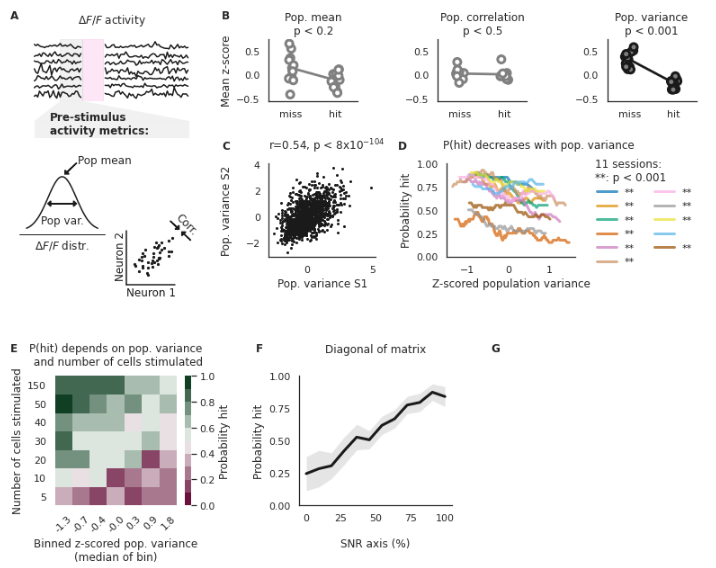 A
ΔF/F activity
Pre-stimulus
activity metrics:
Pop mean
Pop var.
ΔF/F distr.
Corr.
Neuron 2
Neuron 1
B
Pop. mean
p < 0.2
Pop. correlation
p < 0.5
Pop. variance
p < 0.001
Mean z-score
0.5
0.0
−0.5
miss
hit
0.5
0.0
−0.5
miss
hit
0.5
0.0
−0.5
miss
hit
C
r=0.54, p < 8x10−104
Pop. variance S2
4
2
0
−2
0
5
Pop. variance S1
D
P(hit) decreases with pop. variance
Probability hit
1.00
0.75
0.50
0.25
0.00
−1
0
1
Z-scored population variance
11 sessions:
**: p < 0.001
**
**
**
**
**
**
**
**
**
**
E
P(hit) depends on pop. variance
and number of cells stimulated
Number of cells stimulated
150
50
40
30
20
10
5
-1.3
-0.7
-0.4
-0.0
0.3
0.9
1.8
Binned z-scored pop. variance
(median of bin)
1.0
0.8
0.6
0.4
0.2
0.0
Probability hit
F
Diagonal of matrix
Probability hit
1.00
0.75
0.50
0.25
0.00
0
25
50
75
100
SNR axis (%)
G